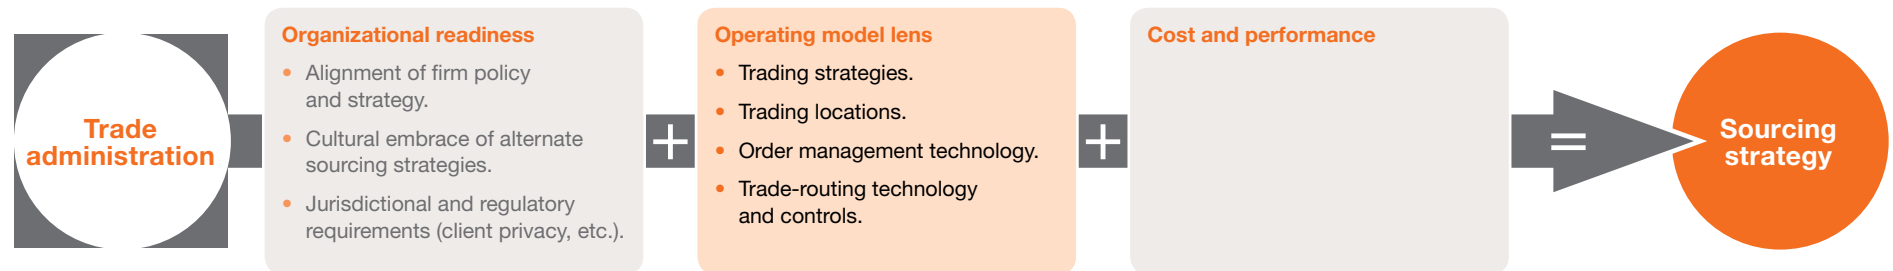 Trade
administration
Organizational readiness
• Alignment of firm policy
and strategy.
• Cultural embrace of alternate
sourcing strategies.
• Jurisdictional and regulatory
requirements (client privacy, etc.).
+
Operating model lens
• Trading strategies.
• Trading locations.
• Order management technology.
• Trade-routing technology
and controls.
+
Cost and performance
=
Sourcing
strategy